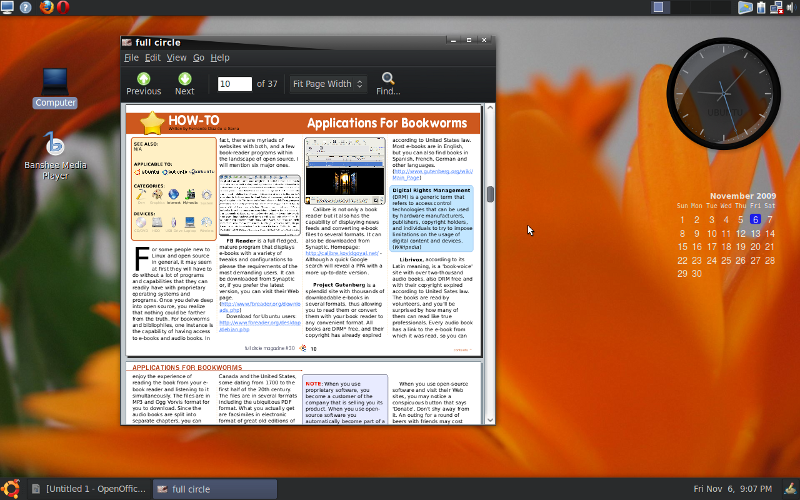 full circle
File Edit View Go Help
Previous Next 10 of 37 Fit Page Width Find...
Computer
Banshee Media
Player
HOW-TO
Applications For Bookworms
SEE ALSO:
N/A
APPLICABLE TO:
ubuntu kubuntu xubuntu
CATEGORIES:
DEVICES:
For some people new to
Linux and open source
in general, it may seem
at first they will have to
do without a lot of programs
and capabilities that they can
readily have with proprietary
operating systems and
programs. Once you delve deep
into open source, you realize
that nothing could be farther
from the truth. For bookworms
and bibliophiles, one instance is
the capability of having access
to e-books and audio books. In
fact, there are myriads of
websites with both, and a few
book-reader programs within
the landscape of open source. I
will mention six major ones.
FB Reader is a full-fledged,
mature program that displays
e-books with a variety of
tweaks and configurations to
please the requirements of the
most demanding users. It can
be downloaded from Synaptic
or, if you prefer the latest
version, you can visit their Web
page.
Download for Ubuntu users:
Calibre is not only a book
reader but it also has the
capability of displaying news
feeds and converting e-book
files to several formats. It can
also be downloaded from
Synaptic. Homepage:
http://calibre.kovidgoyal.net/ -
Although a quick Google
search will reveal a PPA with a
more up-to-date version.
Project Gutenberg is a
splendid site with thousands of
downloadable e-books in
several formats, thus allowing
you to read them or convert
them with your book reader to
any convenient format. All
books are DRM* free, and their
copyright has already expired
according to United States law.
Most e-books are in English,
but you can also find books in
Spanish, French, German and
other languages.
[http://www.gutenberg.org/wiki/
Main_Page]
Digital Rights Management
(DRM) is a generic term that
refers to access control
technologies that can be used
by hardware manufacturers,
publishers, copyright holders,
and individuals to try to impose
limitations on the usage of
digital content and devices.
(Wikipedia)
Librivox, according to its
Latin meaning, is a 'book-voice'
site with over two-thousand
audio books, also DRM free and
with their copyright expired
according to United States law.
The books are read by
volunteers, and you'll be
surprised by how many of
them can read like true
professionals. Every audio book
has a link to the e-book from
which it was read, so you can
full circle magazine #30 10
APPLICATIONS FOR BOOKWORMS
enjoy the experience of
reading the book from your e-
book reader and listening to it
simultaneously. The files are in
MP3 and Ogg Vorvis format for
you to download. Since the
audio books are split into
separate chapters, you can
Canada and the United States,
some dating from 1700 to the
first half of the 20th century.
The files are in several formats
including the ubiquitous PDF
format. What you actually get
are facsimiles in electronic
format of great old editions of
NOTE: When you use
proprietary software, you
become a customer of the
company that is selling you its
product. When you use open-
source software you
automatically become part of a
When you use open-source
software and visit their Web
sites, you may notice a
conspicuous button that says
'Donate'. Don't shy away from
it. An outing for a round of
beers with friends may cost
UBUNTU
November 2009
Sun Mon Tue Wed Thu Fri Sat
1 2 3 4 5 6 7
8 9 10 11 12 13 14
15 16 17 18 19 20 21
22 23 24 25 26 27 28
29 30
[Untitled 1 - OpenOffic... full circle Fri Nov 6, 9:07 PM